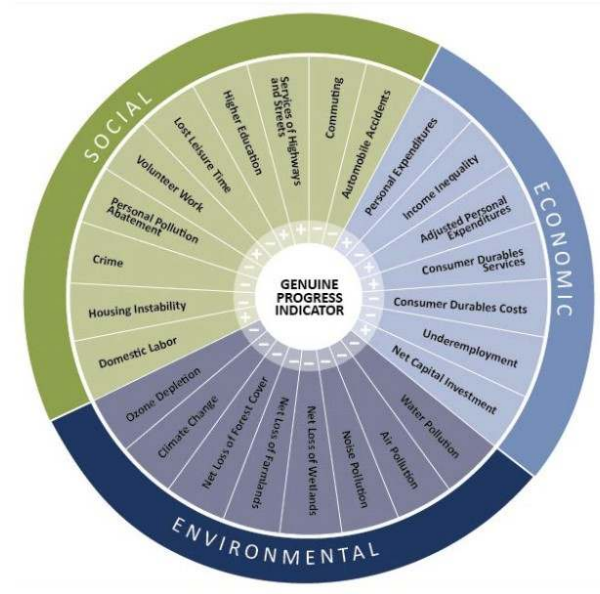 GENUINE
PROGRESS
INDICATOR
SOCIAL
Domestic Labor
Housing Instability
Crime
Personal Pollution
Abatement
Volunteer Work
Lost Leisure Time
Higher Education
Services of Highways
and Streets
Commuting
Automobile Accidents
ECONOMIC
Personal Expenditures
Income Inequality
Adjusted Personal
Expenditures
Consumer Durables
Services
Consumer Durables Costs
Underemployment
Net Capital Investment
ENVIRONMENTAL
Water Pollution
Air Pollution
Noise Pollution
Net Loss of Wetlands
Net Loss of Farmlands
Net Loss of Forest Cover
Climate Change
Ozone Depletion